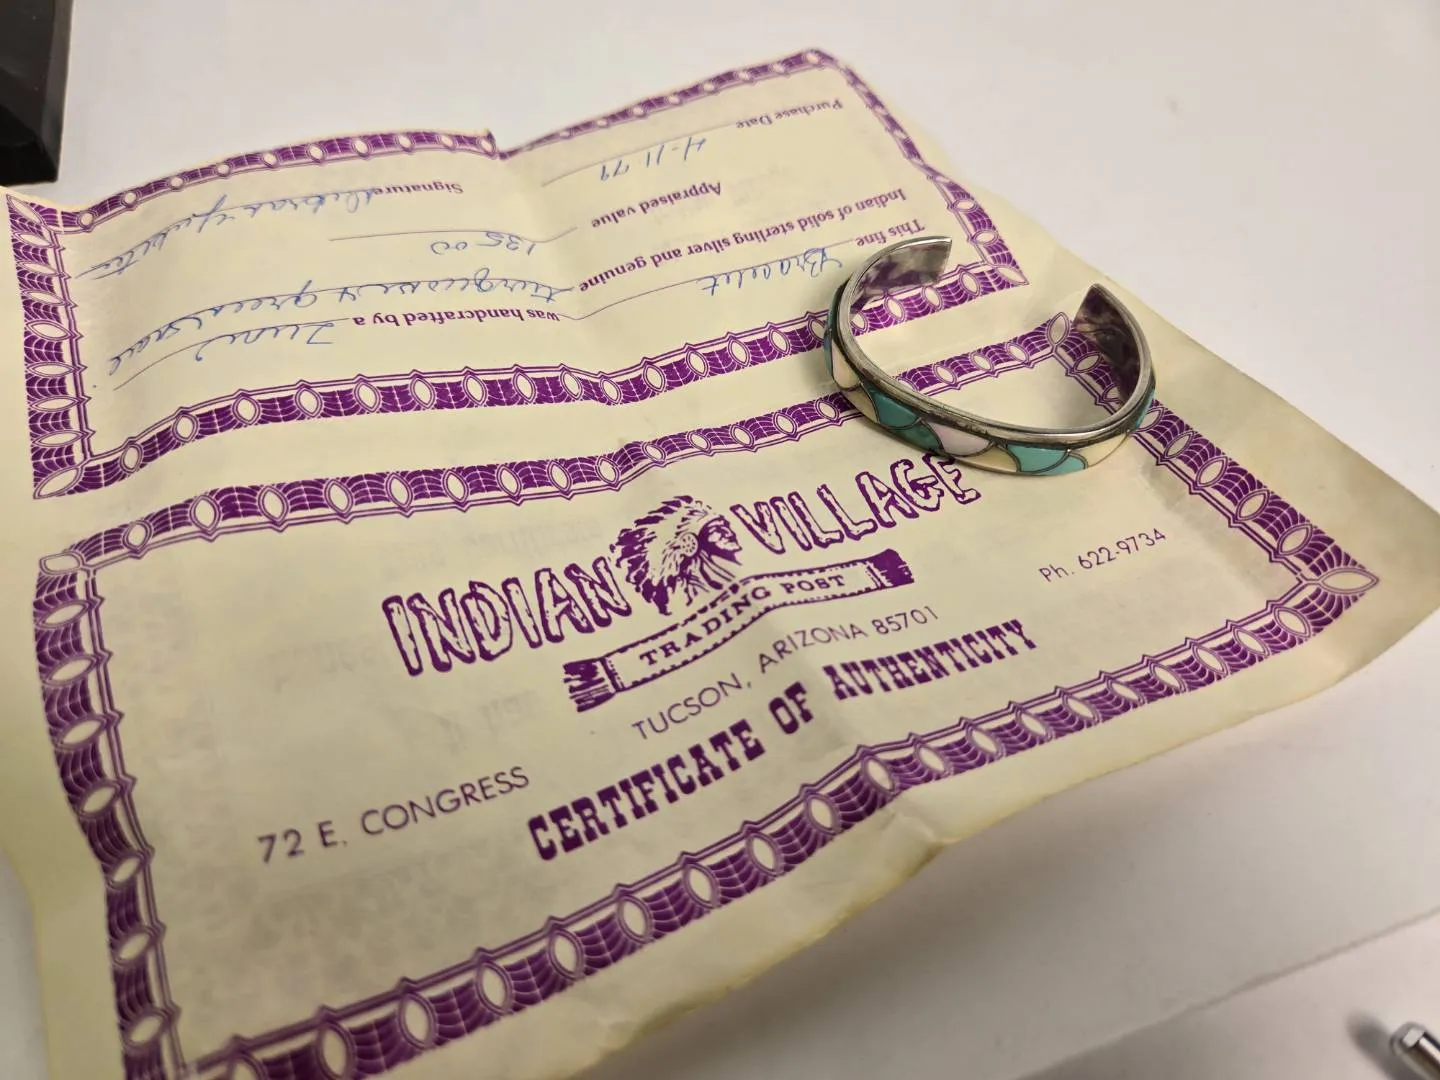 INDIAN VILLAGE
TRADING POST
TUCSON, ARIZONA 85701
72 E. CONGRESS
Ph. 622-9734
CERTIFICATE OF AUTHENTICITY
This fine Bracelet was handcrafted by a Zuni
Indian of solid sterling silver and genuine turquoise & green snail
Appraised value 135 00
Purchase Date 4-11-79 Signature